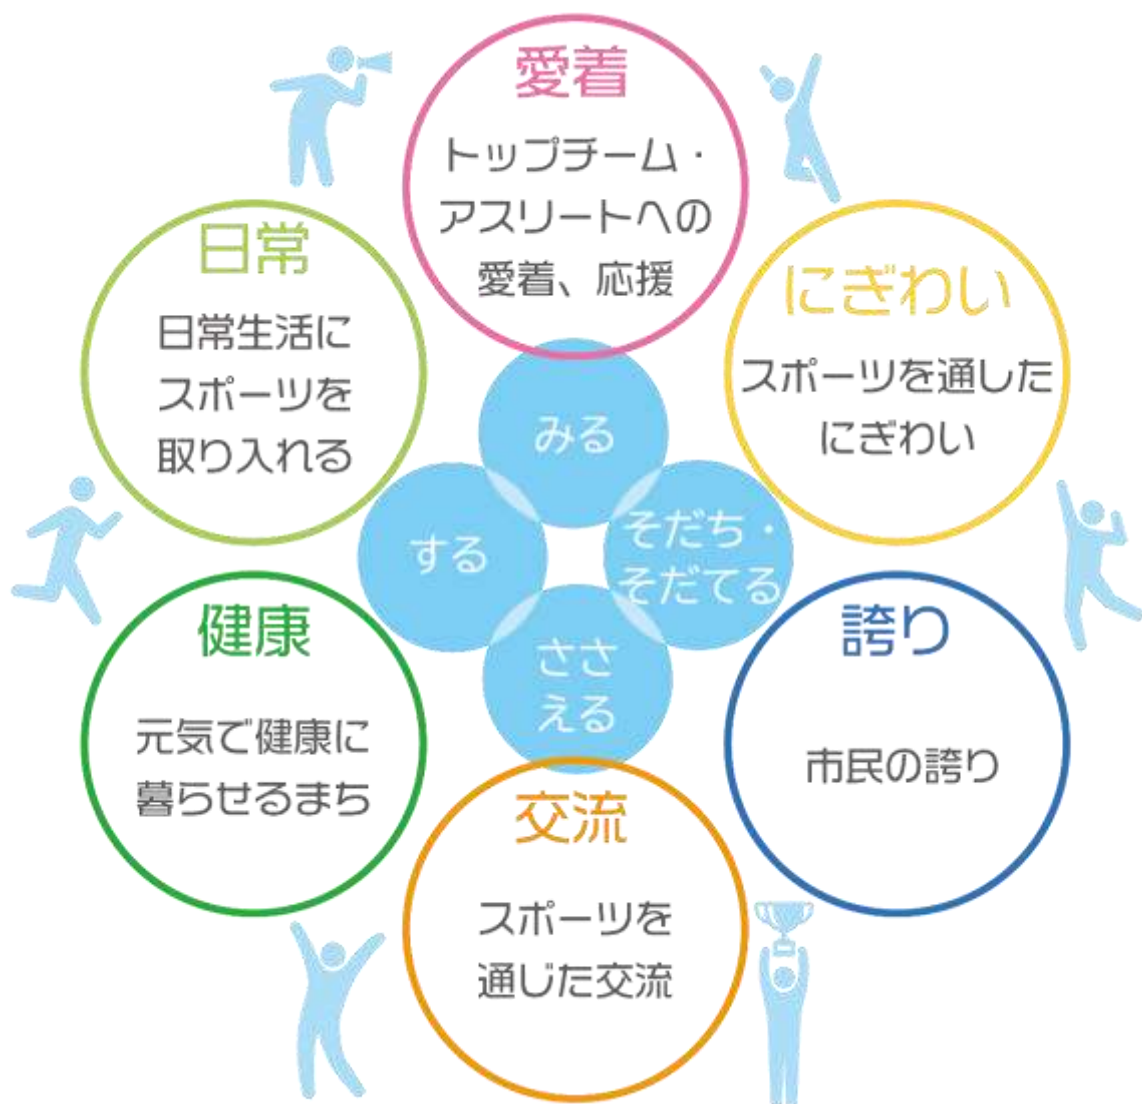 愛着
トップチーム・
アスリートへの
愛着、応援
にぎわい
スポーツを通した
にぎわい
誇り
市民の誇り
交流
スポーツを
通じた交流
健康
元気で健康に
暮らせるまち
日常
日常生活に
スポーツを
取り入れる
みる
そだち・
そだてる
ささ
える
する